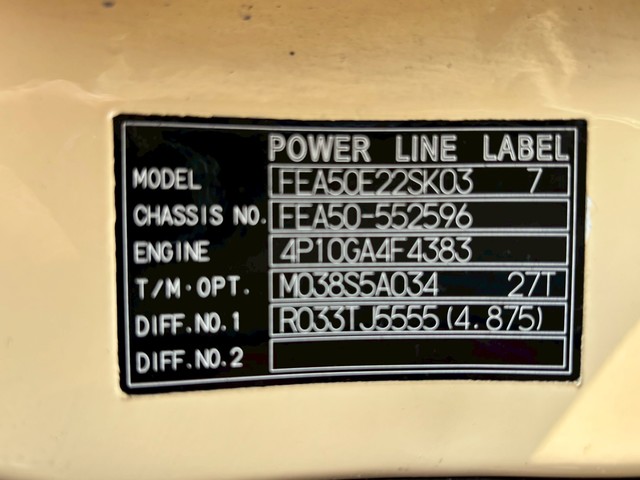 POWER LINE LABEL
MODEL FEA50E22SK03 7
CHASSIS NO. FEA50-552596
ENGINE 4P10GA4F4383
T/M·OPT. M038S5A034 27T
DIFF.NO.1 R033TJ5555(4.875)
DIFF.NO.2